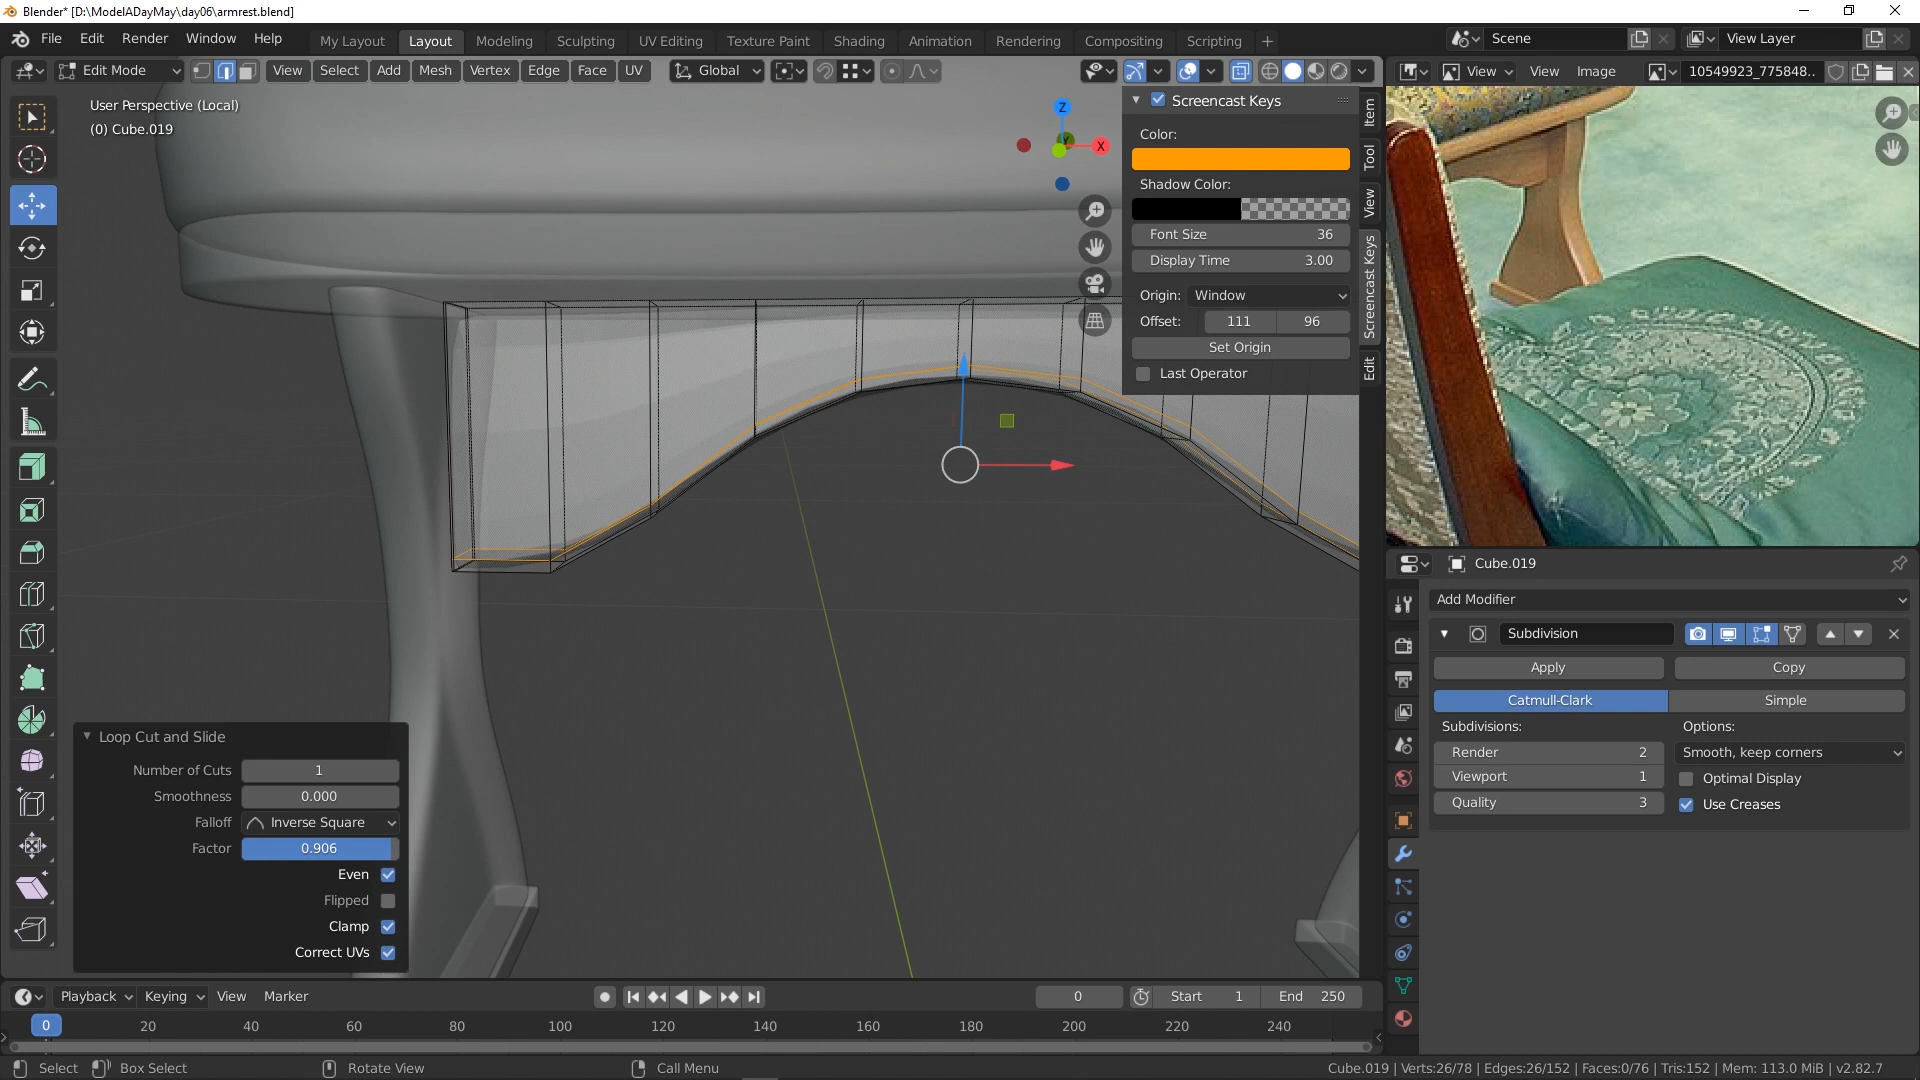 Blender* [D:\ModelADayMay\day06\armrest.blend]
File Edit Render Window Help
My Layout Layout Modeling Sculpting UV Editing Texture Paint Shading Animation Rendering Compositing Scripting
Scene
View Layer
Edit Mode
View Select Add Mesh Vertex Edge Face UV
Global
View View Image
10549923_775848..
User Perspective (Local)
(0) Cube.019
Z
Y
X
Screencast Keys
Color:
Shadow Color:
Font Size 36
Display Time 3.00
Origin: Window
Offset: 111 96
Set Origin
Last Operator
Item
Tool
View
Screencast Keys
Edit
Cube.019
Add Modifier
Subdivision
Apply Copy
Catmull-Clark Simple
Subdivisions: Options:
Render 2 Smooth, keep corners
Viewport 1 Optimal Display
Quality 3 Use Creases
Loop Cut and Slide
Number of Cuts 1
Smoothness 0.000
Falloff Inverse Square
Factor 0.906
Even
Flipped
Clamp
Correct UVs
Playback Keying View Marker
0 Start 1 End 250
0 20 40 60 80 100 120 140 160 180 200 220 240
Select Box Select Rotate View Call Menu
Cube.019 | Verts:26/78 | Edges:26/152 | Faces:0/76 | Tris:152 | Mem: 113.0 MiB | v2.82.7